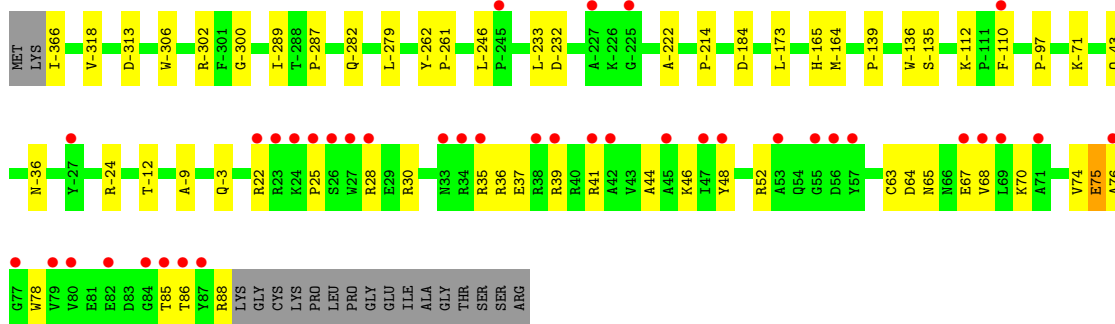 MET LYS I-366 V-318 D-313 W-306 R-302 F-301 G-300 I-289 T-288 P-287 Q-282 L-279 Y-262 P-261 L-246 P-245 L-233 D-232 A-227 K-226 G-225 A-222 P-214 D-184 L-173 H-165 M-164 P-139 W-136 S-135 K-112 P-111 F-110 P-97 K-71
N-36 Y-27 R-24 T-12 A-9 Q-3 R22 R23 K24 P25 S26 W27 R28 E29 R30 N33 R34 R35 R36 E37 R38 R39 R40 R41 A42 V43 A44 A45 K46 I47 Y48 R52 A53 Q54 G55 D56 Y57 C63 D64 N65 N66 E67 V68 L69 K70 A71 V74 E75 A76
G77 W78 V79 V80 E81 E82 D83 G84 T85 T86 Y87 R88 LYS GLY CYS LYS PRO LEU PRO GLY GLU ILE ALA GLY THR SER SER ARG